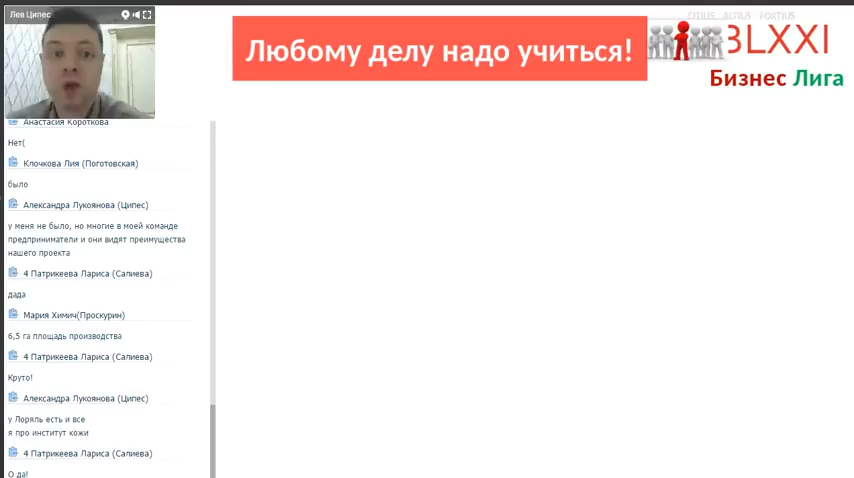 Лев Ципес
CITIUS ALTIUS FORTIUS
Любому делу надо учиться!
BLXXI
Бизнес Лига
Анастасия Короткова
Нет(
Клочкова Лия (Поготовская)
было
Александра Лукоянова (Ципес)
у меня не было, но многие в моей команде
предприниматели и они видят преимущества
нашего проекта
4 Патрикеева Лариса (Салиева)
дада
Мария Химич(Проскурин)
6,5 га площадь производства
4 Патрикеева Лариса (Салиева)
Круто!
Александра Лукоянова (Ципес)
у Лоряль есть и все
я про институт кожи
4 Патрикеева Лариса (Салиева)
О да!